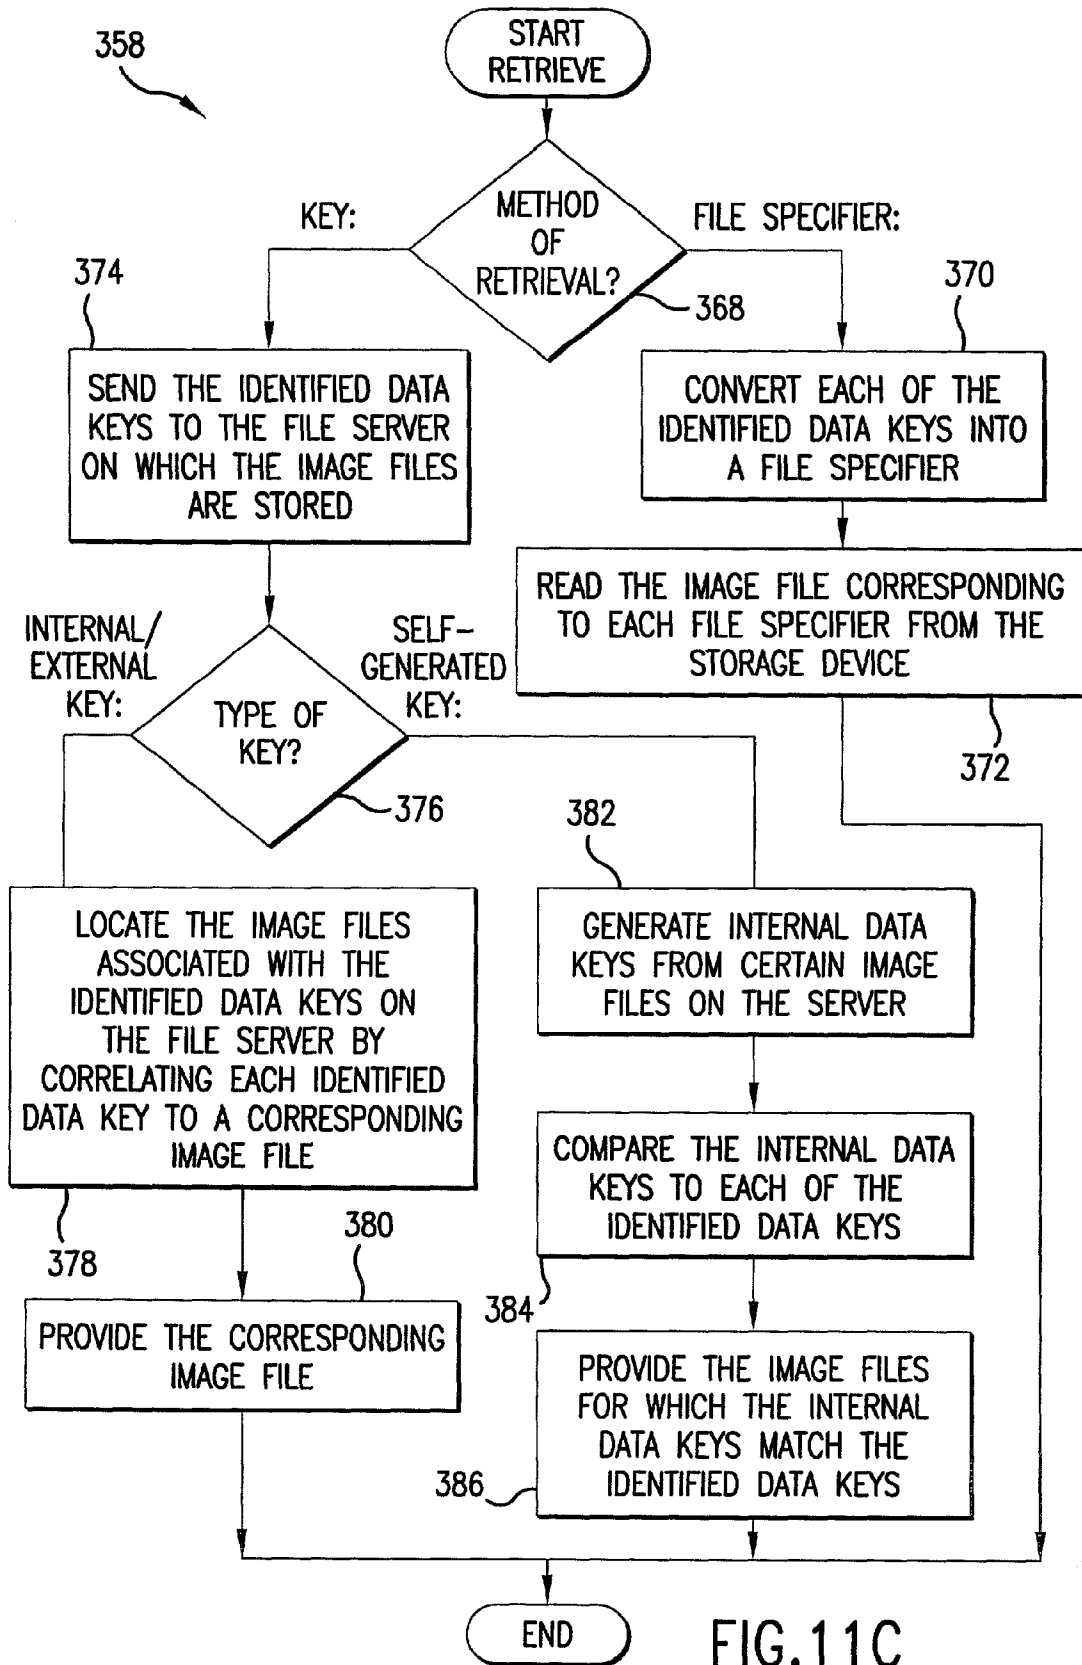 358
START
RETRIEVE
METHOD
OF
RETRIEVAL?
368
KEY:
FILE SPECIFIER:
374
SEND THE IDENTIFIED DATA
KEYS TO THE FILE SERVER
ON WHICH THE IMAGE FILES
ARE STORED
370
CONVERT EACH OF THE
IDENTIFIED DATA KEYS INTO
A FILE SPECIFIER
READ THE IMAGE FILE CORRESPONDING
TO EACH FILE SPECIFIER FROM THE
STORAGE DEVICE
372
INTERNAL/
EXTERNAL
KEY:
SELF-
GENERATED
KEY:
TYPE OF
KEY?
376
LOCATE THE IMAGE FILES
ASSOCIATED WITH THE
IDENTIFIED DATA KEYS ON
THE FILE SERVER BY
CORRELATING EACH IDENTIFIED
DATA KEY TO A CORRESPONDING
IMAGE FILE
378
380
PROVIDE THE CORRESPONDING
IMAGE FILE
382
GENERATE INTERNAL DATA
KEYS FROM CERTAIN IMAGE
FILES ON THE SERVER
COMPARE THE INTERNAL DATA
KEYS TO EACH OF THE
IDENTIFIED DATA KEYS
384
PROVIDE THE IMAGE FILES
FOR WHICH THE INTERNAL
DATA KEYS MATCH THE
IDENTIFIED DATA KEYS
386
END
FIG.11C